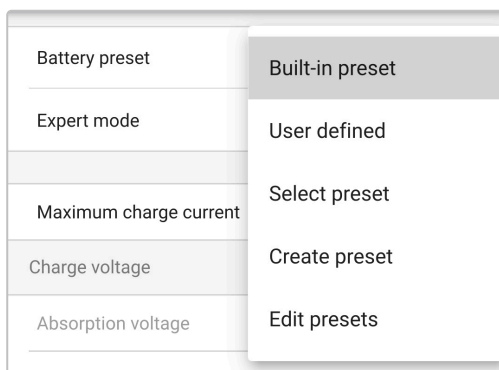 Battery preset
Built-in preset
Expert mode
User defined
Select preset
Maximum charge current
Create preset
Charge voltage
Edit presets
Absorption voltage